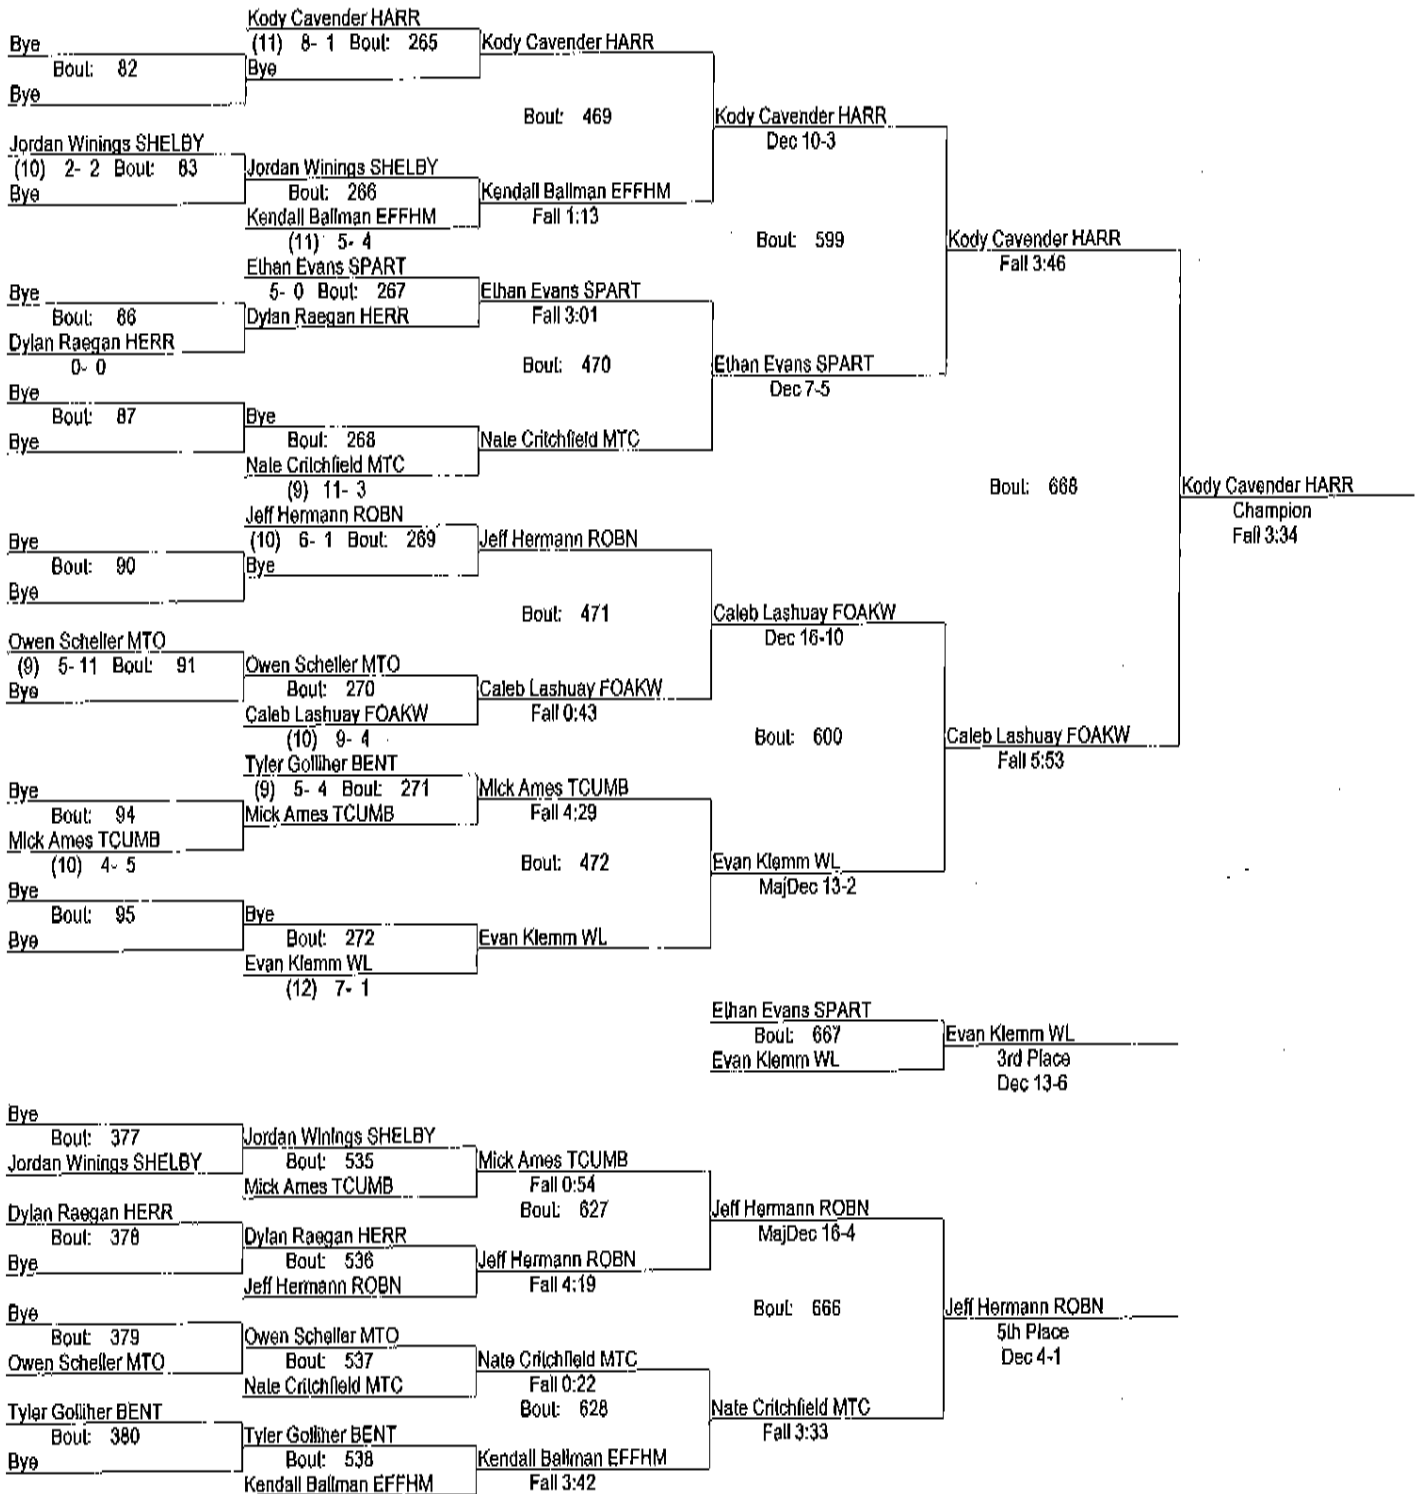 Kody Cavender HARR
Bye
(11) 8- 1 Bout: 265
Kody Cavender HARR
Bout: 82
Bye
Bye
Bout: 469
Kody Cavender HARR
Dec 10-3
Jordan Winings SHELBY
(10) 2- 2 Bout: 83
Jordan Winings SHELBY
Bye
Bout: 266
Kendall Ballman EFFHM
Kendall Ballman EFFHM
Fall 1:13
(11) 5- 4
Bout: 599
Kody Cavender HARR
Fall 3:46
Ethan Evans SPART
Bye
5- 0 Bout: 267
Ethan Evans SPART
Bout: 86
Dylan Raegan HERR
Fall 3:01
Dylan Raegan HERR
0- 0
Bout: 470
Ethan Evans SPART
Dec 7-5
Bye
Bout: 87
Bye
Bye
Bout: 268
Nate Critchfield MTC
Nate Critchfield MTC
(9) 11- 3
Bout: 668
Kody Cavender HARR
Champion
Fall 3:34
Jeff Hermann ROBN
Bye
(10) 6- 1 Bout: 269
Jeff Hermann ROBN
Bout: 90
Bye
Bye
Bout: 471
Caleb Lashuay FOAKW
Dec 16-10
Owen Scheller MTO
(9) 5- 11 Bout: 91
Owen Scheller MTO
Bye
Bout: 270
Caleb Lashuay FOAKW
Caleb Lashuay FOAKW
Fall 0:43
(10) 9- 4
Bout: 600
Caleb Lashuay FOAKW
Fall 5:53
Tyler Golliher BENT
Bye
(9) 5- 4 Bout: 271
Mick Ames TCUMB
Bout: 94
Mick Ames TCUMB
Fall 4:29
Mick Ames TCUMB
(10) 4- 5
Bout: 472
Evan Klemm WL
MajDec 13-2
Bye
Bout: 95
Bye
Bye
Bout: 272
Evan Klemm WL
Evan Klemm WL
(12) 7- 1
Ethan Evans SPART
Bout: 667
Evan Klemm WL
Evan Klemm WL
3rd Place
Dec 13-6
Bye
Bout: 377
Jordan Winings SHELBY
Jordan Winings SHELBY
Bout: 535
Mick Ames TCUMB
Mick Ames TCUMB
Fall 0:54
Bout: 627
Jeff Hermann ROBN
MajDec 16-4
Dylan Raegan HERR
Bout: 378
Dylan Raegan HERR
Bye
Bout: 536
Jeff Hermann ROBN
Jeff Hermann ROBN
Fall 4:19
Bout: 666
Jeff Hermann ROBN
5th Place
Dec 4-1
Bye
Bout: 379
Owen Scheller MTO
Owen Scheller MTO
Bout: 537
Nate Critchfield MTC
Nate Critchfield MTC
Fall 0:22
Bout: 628
Nate Critchfield MTC
Fall 3:33
Tyler Golliher BENT
Bout: 380
Tyler Golliher BENT
Bye
Bout: 538
Kendall Ballman EFFHM
Kendall Ballman EFFHM
Fall 3:42